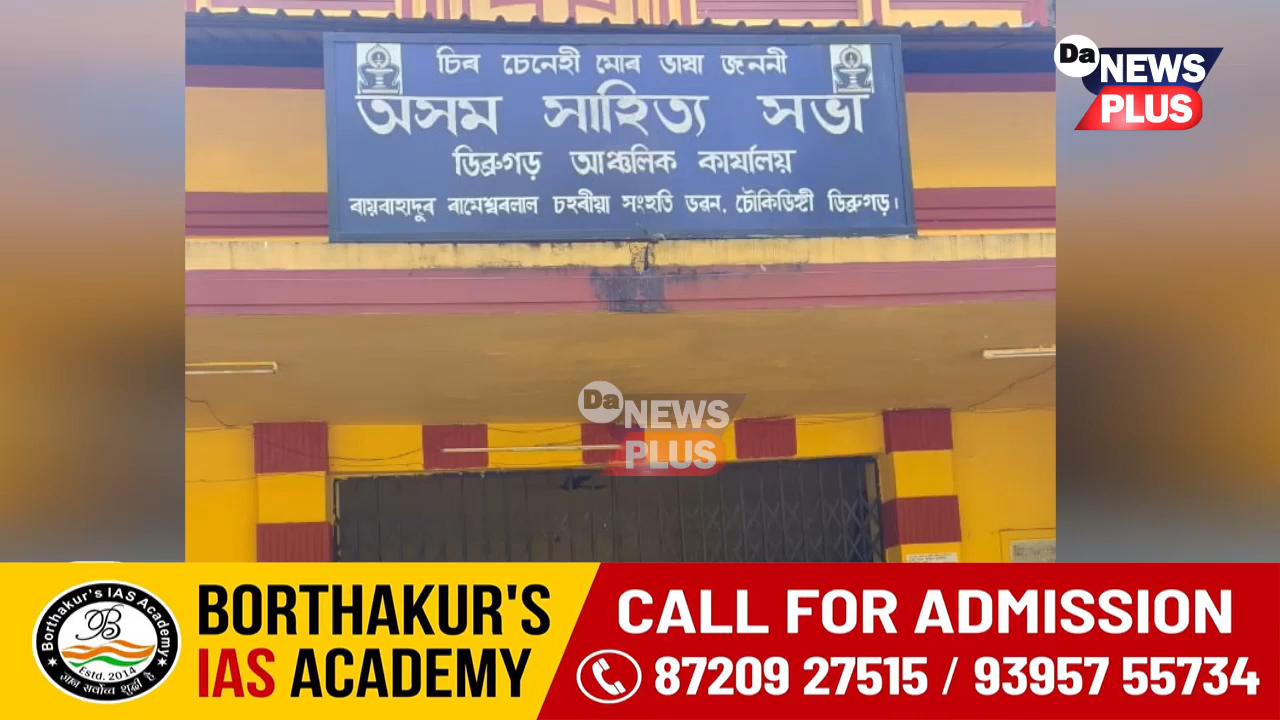 চিৰ চেনেহী মোৰ ভাষা জননী
অসম সাহিত্য সভা
ডিব্ৰুগড় আঞ্চলিক কাৰ্যালয়
ৰায়বাহাদুৰ ৰামেশ্বৰলাল চহৰীয়া সংহতি ভৱন, চৌকিডিঙী ডিব্ৰুগড়।
Da NEWS
PLUS
Da NEWS
PLUS
Borthakur's IAS Academy
Estd. 2014
ज्ञान सर्वोच्च शुद्धी है
BORTHAKUR'S
IAS ACADEMY
CALL FOR ADMISSION
87209 27515 / 93957 55734